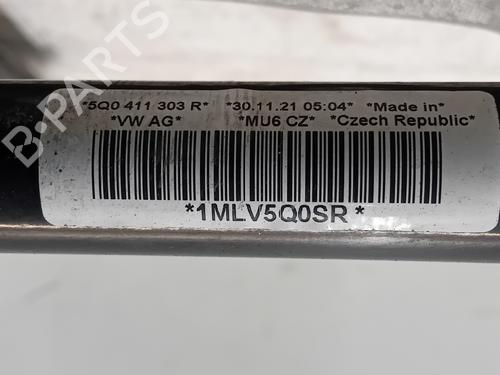 *5Q0 411 303 R* *30.11.21 05:04* *Made in*
*VW AG* *MU6 CZ* *Czech Republic*
*1MLV5Q0SR*
B-PARTS